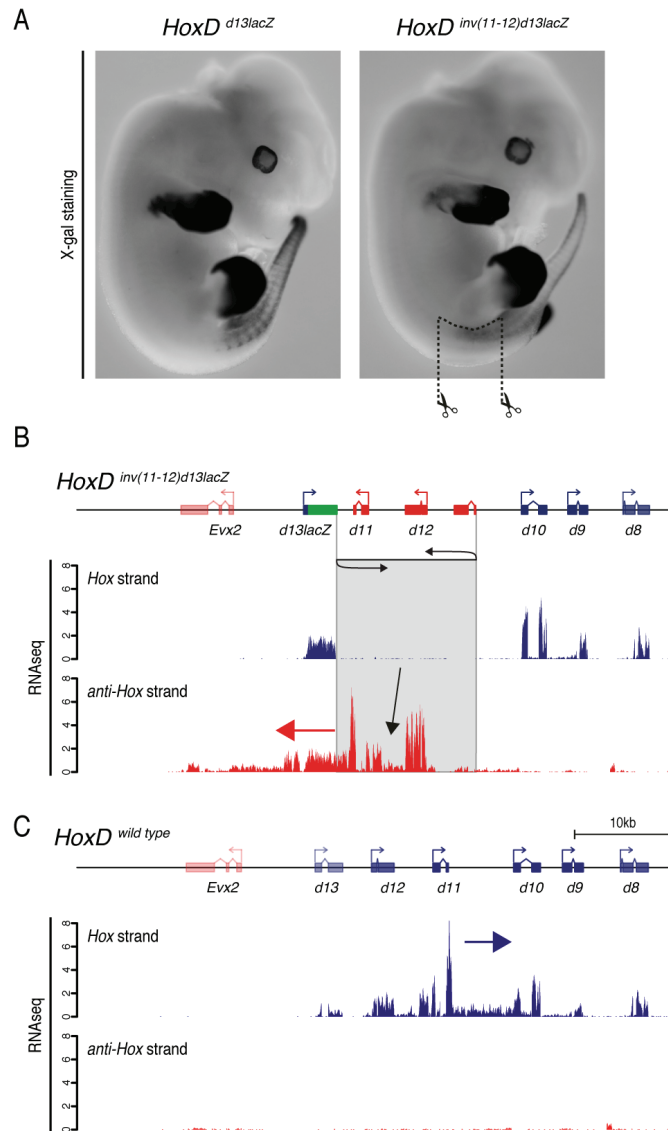 A
HoxD d13lacZ
HoxD inv(11-12)d13lacZ
X-gal staining
B
HoxD inv(11-12)d13lacZ
Evx2 d13lacZ d11 d12 d10 d9 d8
RNAseq
Hox strand
8
6
4
2
0
anti-Hox strand
8
6
4
2
0
C
HoxD wild type
10kb
Evx2 d13 d12 d11 d10 d9 d8
RNAseq
Hox strand
8
6
4
2
0
anti-Hox strand
8
6
4
2
0